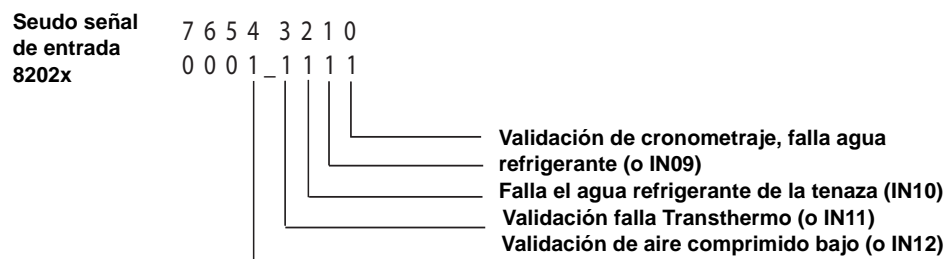 Seudo señal
de entrada
8202x
7 6 5 4 3 2 1 0
0 0 0 1 _ 1 1 1 1
Validación de cronometraje, falla agua
refrigerante (o IN09)
Falla el agua refrigerante de la tenaza (IN10)
Validación falla Transthermo (o IN11)
Validación de aire comprimido bajo (o IN12)